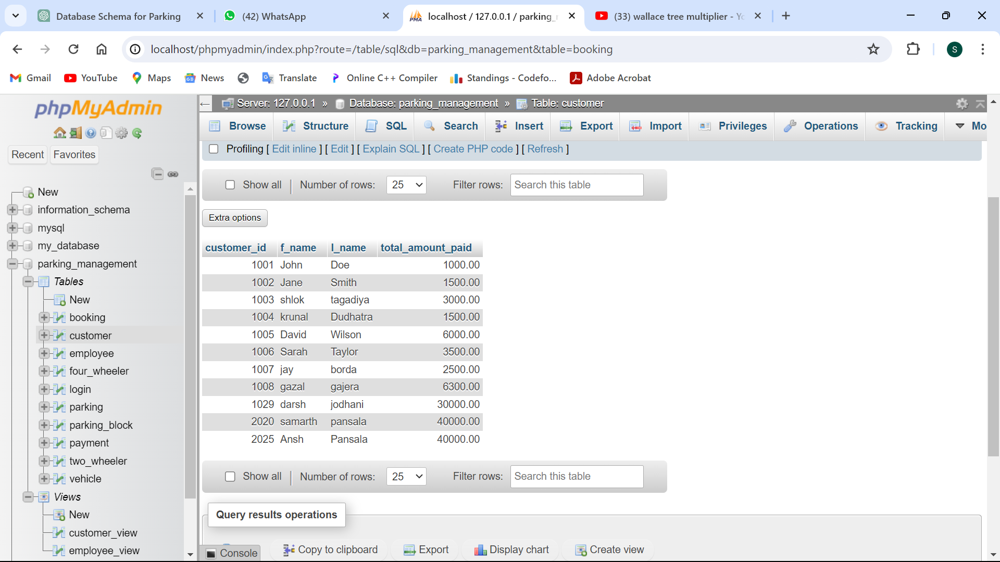 Database Schema for Parking
(42) WhatsApp
localhost / 127.0.0.1 / parking_
(33) wallace tree multiplier -
localhost/phpmyadmin/index.php?route=/table/sql&db=parking_management&table=booking
S
Gmail
YouTube
Maps
News
Translate
Online C++ Compiler
Standings - Codefo...
Adobe Acrobat
phpMyAdmin
Recent
Favorites
New
information_schema
mysql
my_database
parking_management
Tables
New
booking
customer
employee
four_wheeler
login
parking
parking_block
payment
two_wheeler
vehicle
Views
New
customer_view
employee_view
Server: 127.0.0.1 » Database: parking_management » Table: customer
Browse
Structure
SQL
Search
Insert
Export
Import
Privileges
Operations
Tracking
Mo
Profiling [ Edit inline ] [ Edit ] [ Explain SQL ] [ Create PHP code ] [ Refresh ]
Show all | Number of rows: 25 Filter rows: Search this table
Extra options
customer_id f_name l_name total_amount_paid
1001 John Doe 1000.00
1002 Jane Smith 1500.00
1003 shlok tagadiya 3000.00
1004 krunal Dudhatra 1500.00
1005 David Wilson 6000.00
1006 Sarah Taylor 3500.00
1007 jay borda 2500.00
1008 gazal gajera 6300.00
1029 darsh jodhani 30000.00
2020 samarth pansala 40000.00
2025 Ansh Pansala 40000.00
Show all | Number of rows: 25 Filter rows: Search this table
Query results operations
Console
Copy to clipboard
Export
Display chart
Create view